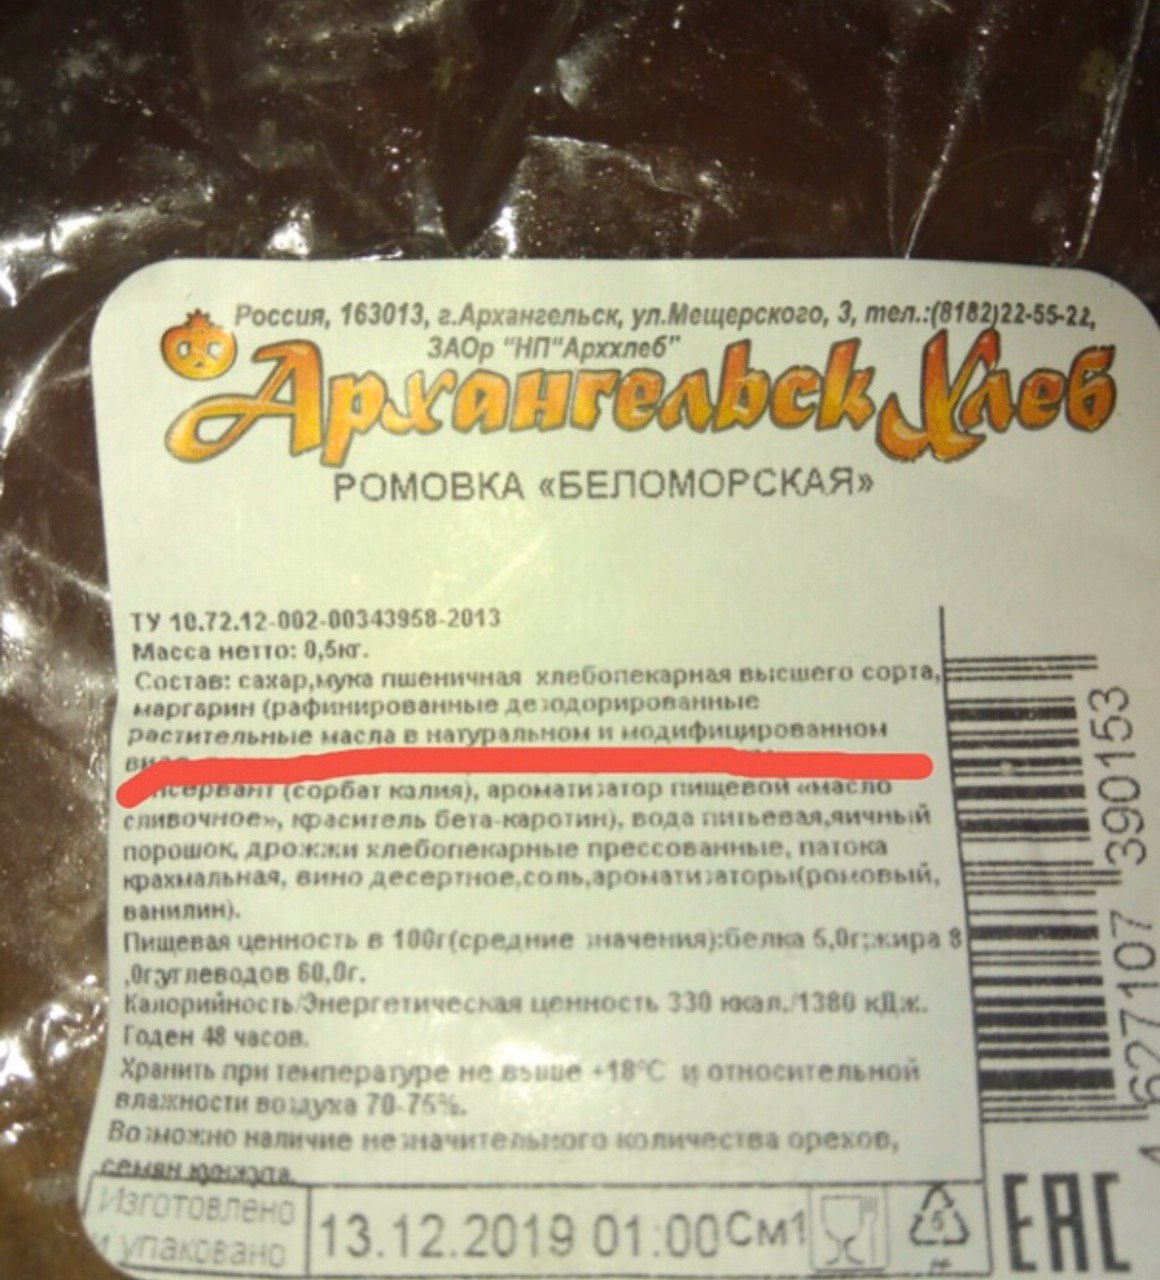 Россия, 163013, г.Архангельск, ул.Мещерского, 3, тел.:(8182)22-55-22,
ЗАОр "НП"Архлеб"
АрхангельскХлеб
РОМОВКА «БЕЛОМОРСКАЯ»
ТУ 10.72.12-002-00343958-2013
Масса нетто: 0,5кг.
Состав: сахар,мука пшеничная хлебопекарная высшего сорта,
маргарин (рафинированные дезодорированные
растительные масла в натуральном и модифицированном
(сорбат калия), ароматизатор пищевой «масло
сливочное», краситель бета-каротин), вода питьевая,яичный
порошок, дрожжи хлебопекарные прессованные, патока
крахмальная, вино десертное,соль,ароматизаторы(ромовый,
ванилин).
Пищевая ценность в 100г(средние значения):белка 5,0г;жира 8
,0г;углеводов 60,0г.
Калорийность/Энергетическая ценность 330 ккал./1380 кДж.
Годен 48 часов.
Хранить при температуре не выше +18°С и относительной
влажности воздуха 70-75%.
Возможно наличие незначительного количества орехов,
семян кунжута.
Изготовлено
и упаковано
13.12.2019 01:00См1
5
EAC
627107 390153